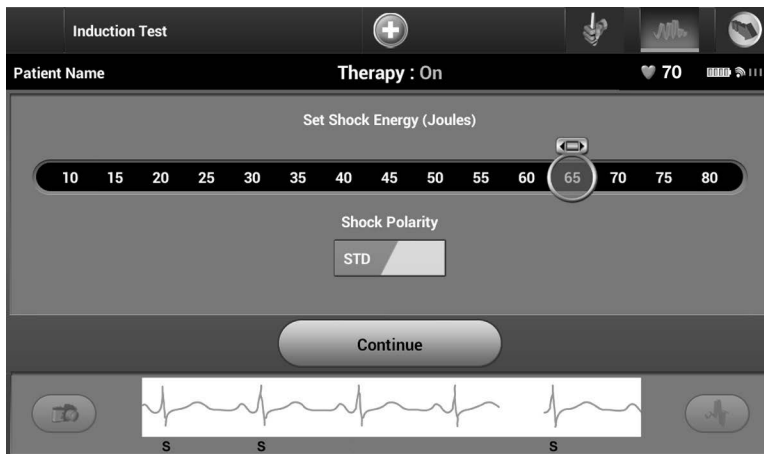 Induction Test
Patient Name
Therapy : On
70
Set Shock Energy (Joules)
10 15 20 25 30 35 40 45 50 55 60 65 70 75 80
Shock Polarity
STD
Continue
S S S